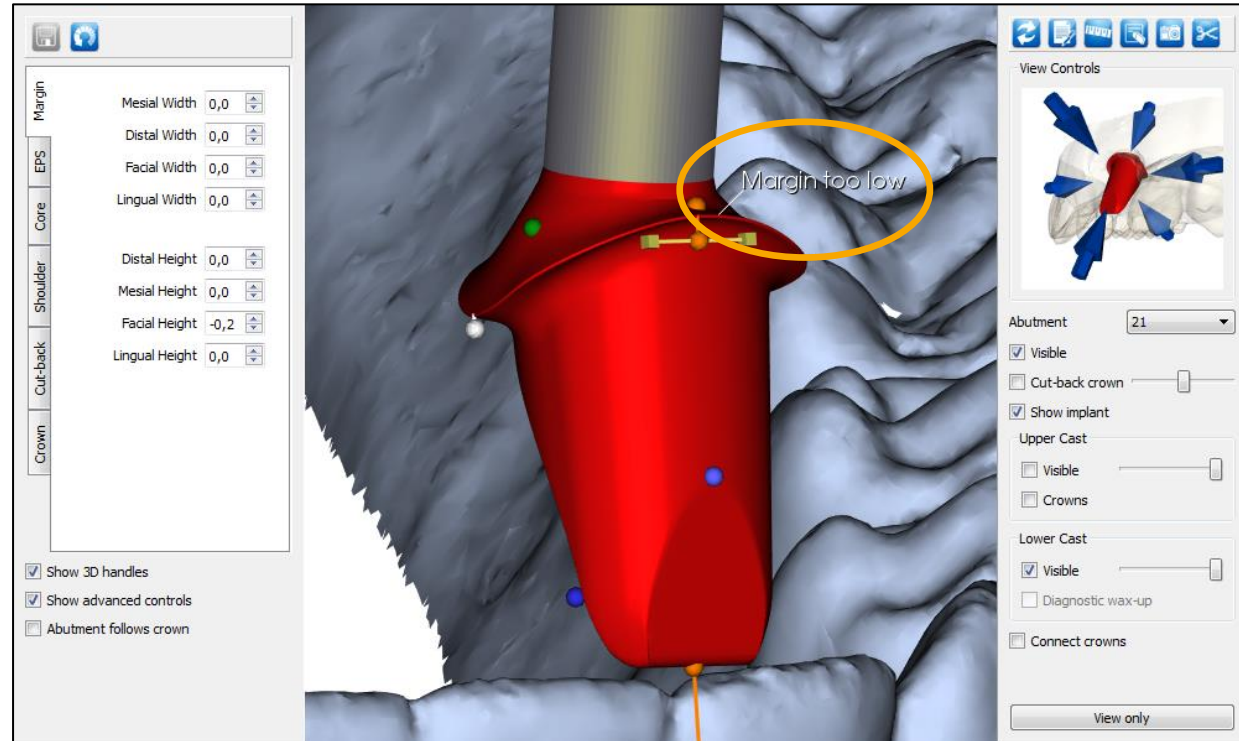 Margin
EPS
Core
Shoulder
Cut-back
Crown
Mesial Width 0,0
Distal Width 0,0
Facial Width 0,0
Lingual Width 0,0
Distal Height 0,0
Mesial Height 0,0
Facial Height -0,2
Lingual Height 0,0
Show 3D handles
Show advanced controls
Abutment follows crown
Margin too low
View Controls
Abutment 21
Visible
Cut-back crown
Show implant
Upper Cast
Visible
Crowns
Lower Cast
Visible
Diagnostic wax-up
Connect crowns
View only